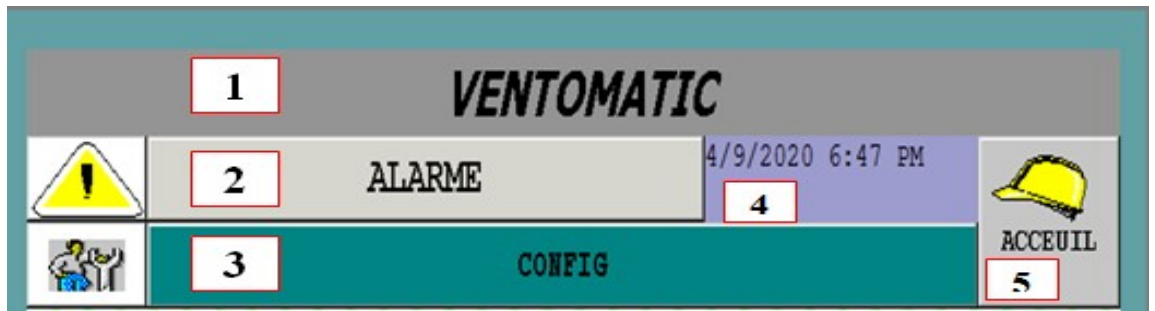 1 VENTOMATIC
2 ALARME 4/9/2020 6:47 PM
4
3 CONFIG
ACCEUIL
5